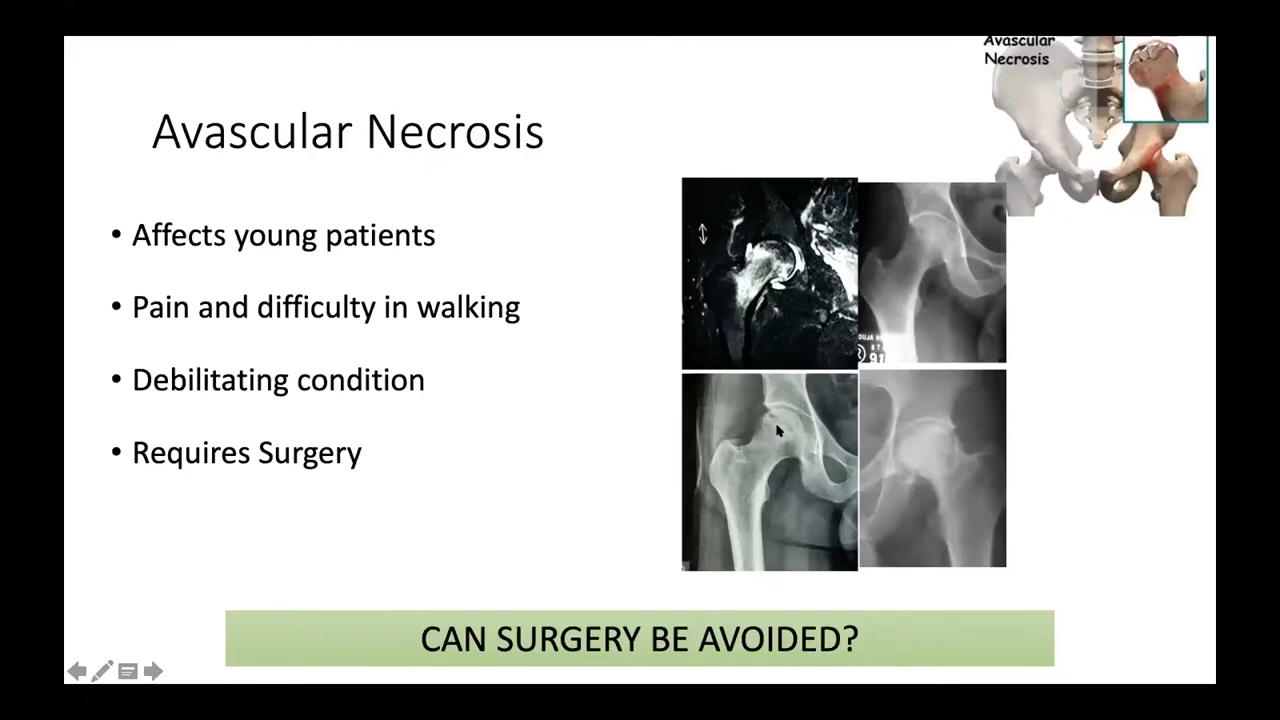 Avascular
Necrosis
Avascular Necrosis
• Affects young patients
• Pain and difficulty in walking
• Debilitating condition
• Requires Surgery
CAN SURGERY BE AVOIDED?